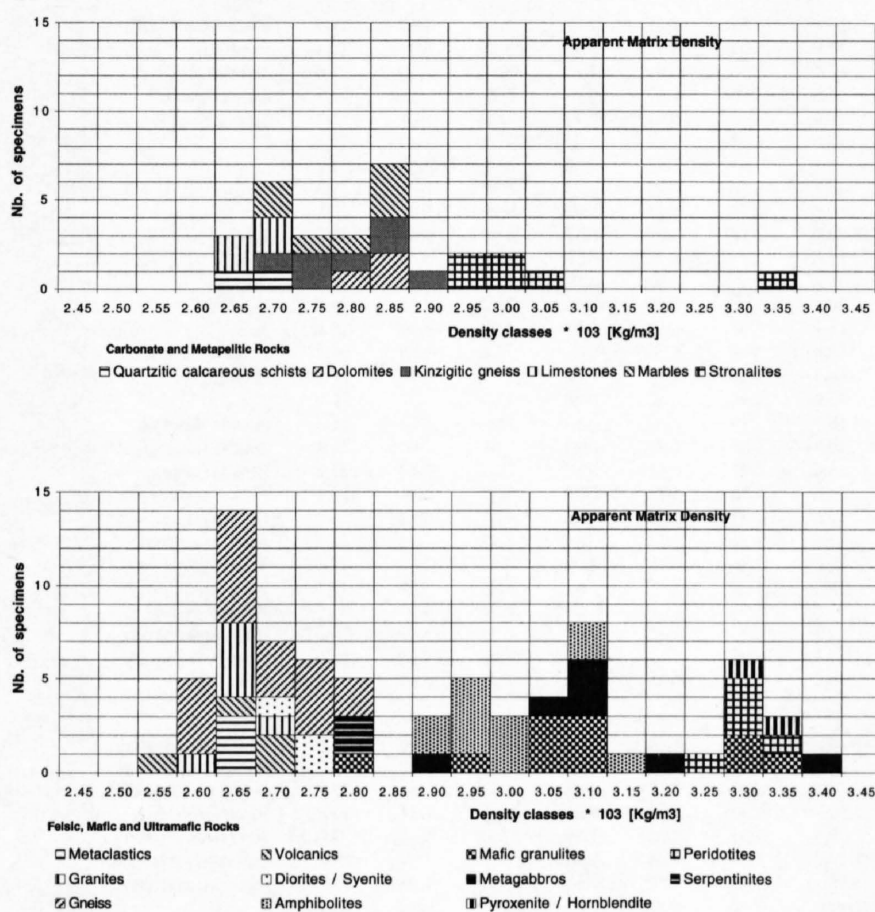 15
Apparent Matrix Density
10
Nb. of specimens
5
0
2.45 2.50 2.55 2.60 2.65 2.70 2.75 2.80 2.85 2.90 2.95 3.00 3.05 3.10 3.15 3.20 3.25 3.30 3.35 3.40 3.45
Density classes * 103 [Kg/m3]
Carbonate and Metapelitic Rocks
Quartzitic calcareous schists Dolomites Kinzigitic gneiss Limestones Marbles Stronalites
15
Apparent Matrix Density
10
Nb. of specimens
5
0
2.45 2.50 2.55 2.60 2.65 2.70 2.75 2.80 2.85 2.90 2.95 3.00 3.05 3.10 3.15 3.20 3.25 3.30 3.35 3.40 3.45
Density classes * 103 [Kg/m3]
Felsic, Mafic and Ultramafic Rocks
Metaclastics Volcanics Mafic granulites Peridotites
Granites Diorites / Syenite Metagabbros Serpentinites
Gneiss Amphibolites Pyroxenite / Hornblendite